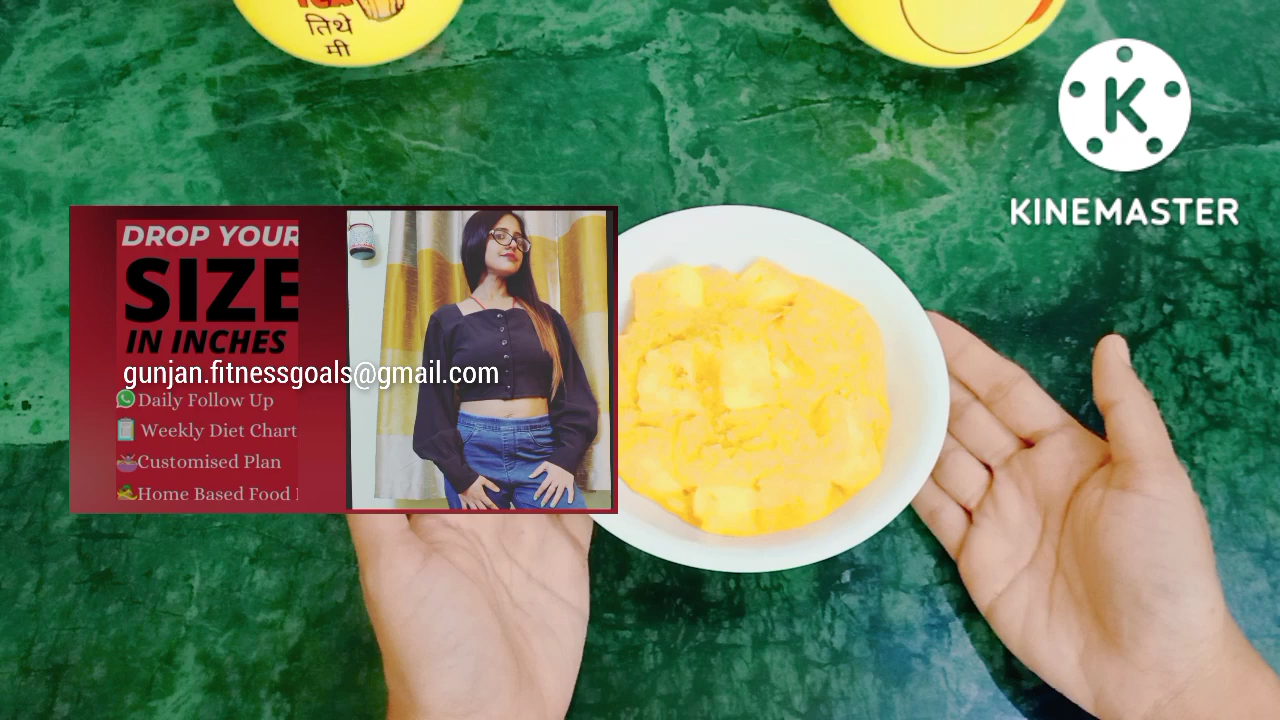 तिथे
मी
KINEMASTER
DROP YOUR
SIZE
IN INCHES
gunjan.fitnessgoals@gmail.com
Daily Follow Up
Weekly Diet Chart
Customised Plan
Home Based Food